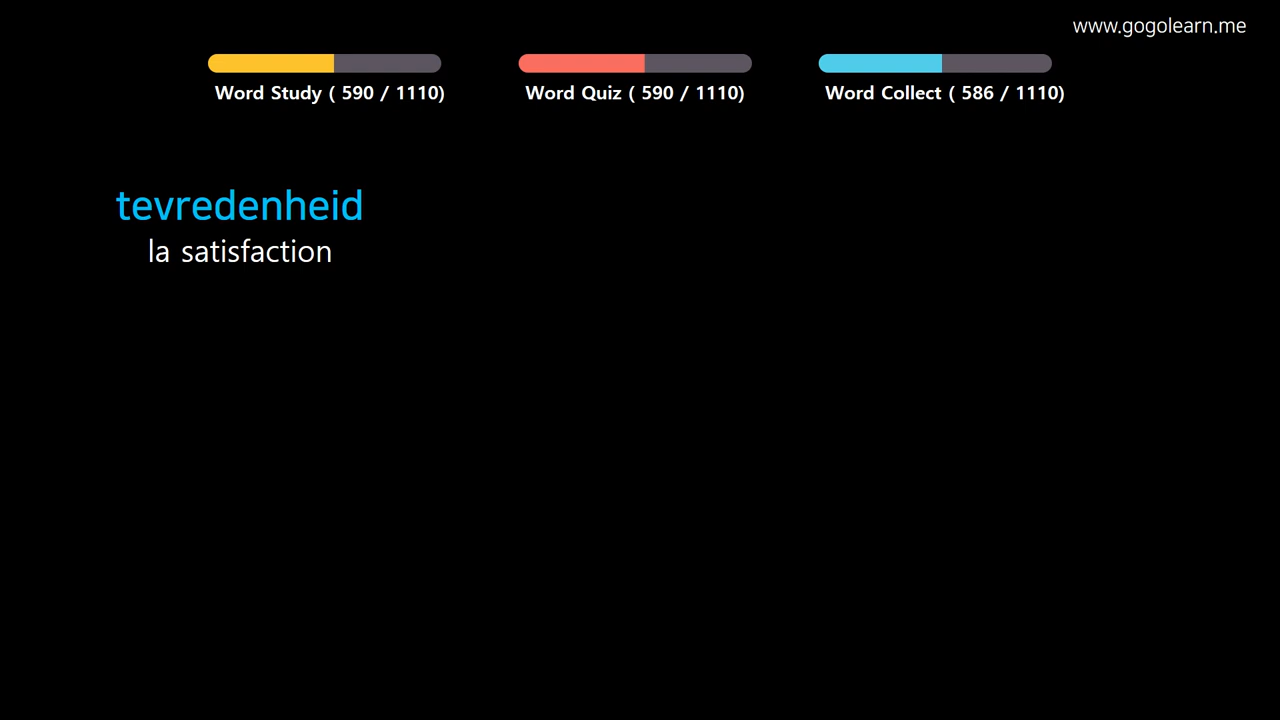 www.gogolearn.me
Word Study ( 590 / 1110)
Word Quiz ( 590 / 1110)
Word Collect ( 586 / 1110)
tevredenheid
la satisfaction